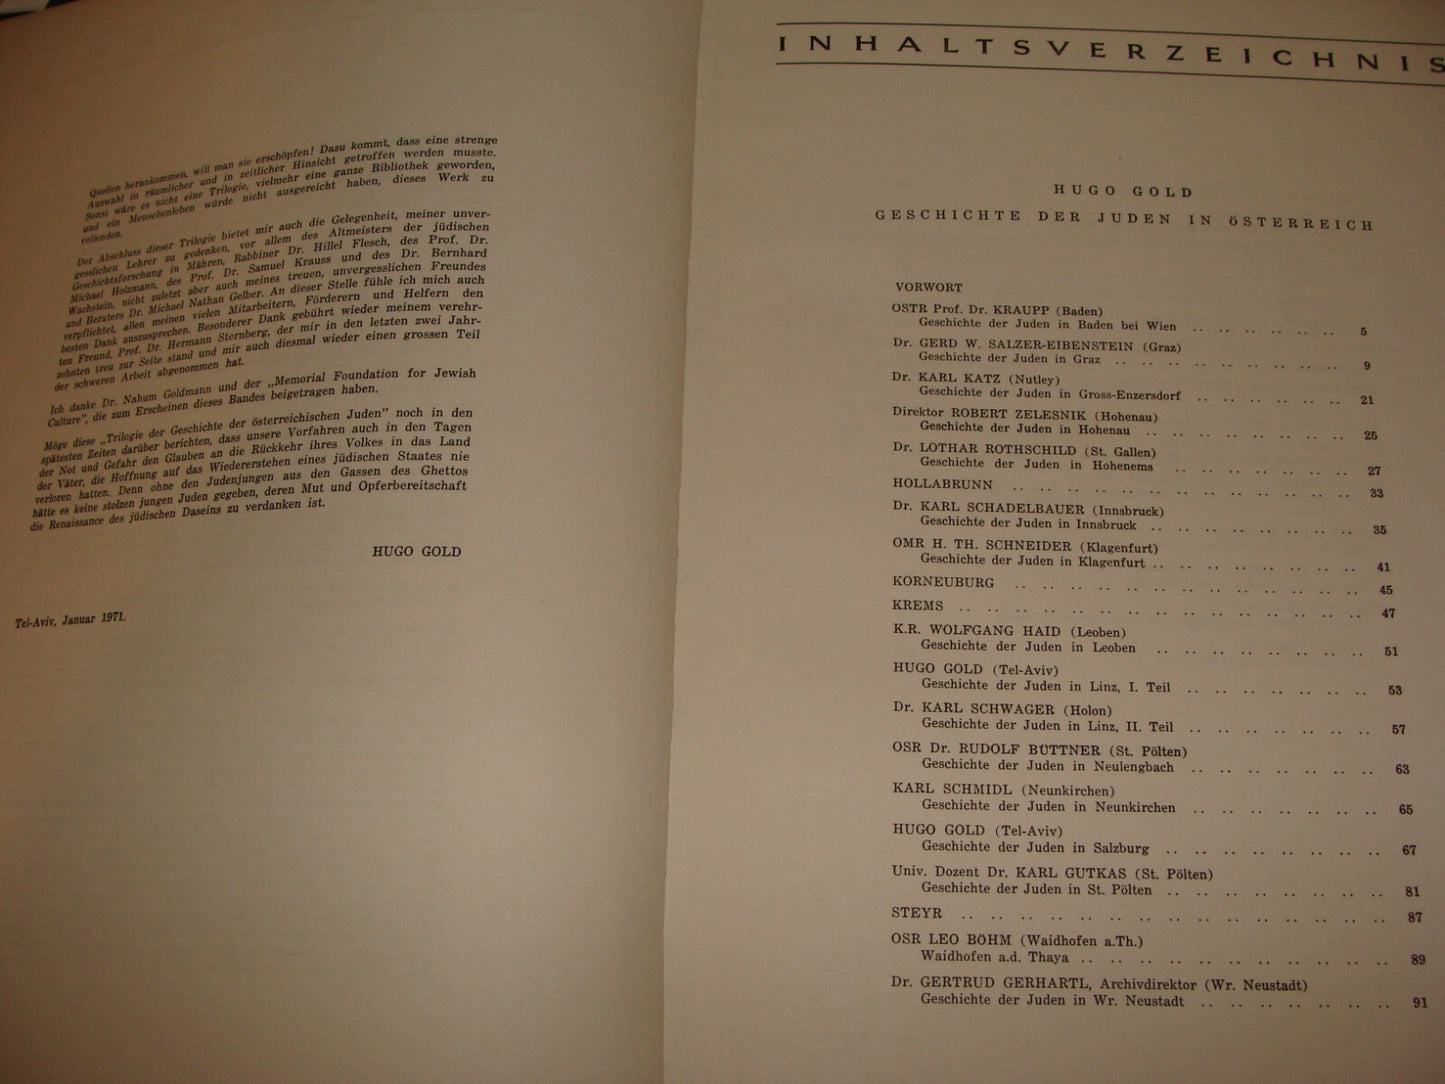 Quellen herankommen, will man sie erschöpfen! Dazu kommt, dass eine strenge
Auswahl in räumlicher und in zeitlicher Hinsicht getroffen werden musste.
Sonst wäre es nicht eine Trilogie, vielmehr eine ganze Bibliothek geworden,
und ein Menschenleben würde nicht ausgereicht haben, dieses Werk zu
vollenden.
Der Abschluss dieser Trilogie bietet mir auch die Gelegenheit, meiner unver-
gesslichen Lehrer zu gedenken, vor allem des Altmeisters der jüdischen
Geschichtsforschung in Mähren, Rabbiner Dr. Hillel Flesch, des Prof. Dr.
Michael Holzmann, des Prof. Dr. Samuel Krauss und des Dr. Bernhard
Wachstein, nicht zuletzt aber auch meines treuen, unvergesslichen Freundes
und Beraters Dr. Michael Nathan Gelber. An dieser Stelle fühle ich mich auch
verpflichtet, allen meinen vielen Mitarbeitern, Förderern und Helfern den
besten Dank auszusprechen. Besonderer Dank gebührt wieder meinem verehr-
ten Freund, Prof. Dr. Hermann Sternberg, der mir in den letzten zwei Jahr-
zehnten treu zur Seite stand und mir auch diesmal wieder einen grossen Teil
der schweren Arbeit abgenommen hat.
Ich danke Dr. Nahum Goldmann und der „Memorial Foundation for Jewish
Culture", die zum Erscheinen dieses Bandes beigetragen haben.
Möge diese „Trilogie der Geschichte der österreichischen Juden" noch in den
spätesten Zeiten darüber berichten, dass unsere Vorfahren auch in den Tagen
der Not und Gefahr den Glauben an die Rückkehr ihres Volkes in das Land
der Väter, die Hoffnung auf das Wiedererstehen eines jüdischen Staates nie
verloren hatten. Denn ohne den Judenjungen aus den Gassen des Ghettos
hätte es keine stolzen jungen Juden gegeben, deren Mut und Opferbereitschaft
die Renaissance des jüdischen Daseins zu verdanken ist.
HUGO GOLD
Tel-Aviv, Januar 1971.
INHALTSVERZEICHNIS
HUGO GOLD
GESCHICHTE DER JUDEN IN ÖSTERREICH
VORWORT
OSTR Prof. Dr. KRAUPP (Baden)
Geschichte der Juden in Baden bei Wien .. .. .. .. .. .. 5
Dr. GERD W. SALZER-EIBENSTEIN (Graz)
Geschichte der Juden in Graz .. .. .. .. .. .. .. .. 9
Dr. KARL KATZ (Nutley)
Geschichte der Juden in Gross-Enzersdorf .. .. .. .. .. .. 21
Direktor ROBERT ZELESNIK (Hohenau)
Geschichte der Juden in Hohenau .. .. .. .. .. .. .. .. 25
Dr. LOTHAR ROTHSCHILD (St. Gallen)
Geschichte der Juden in Hohenems .. .. .. .. .. .. .. 27
HOLLABRUNN .. .. .. .. .. .. .. .. .. .. .. .. .. 33
Dr. KARL SCHADELBAUER (Innsbruck)
Geschichte der Juden in Innsbruck .. .. .. .. .. .. .. .. 35
OMR H. TH. SCHNEIDER (Klagenfurt)
Geschichte der Juden in Klagenfurt .. .. .. .. .. .. .. .. 41
KORNEUBURG .. .. .. .. .. .. .. .. .. .. .. .. .. 45
KREMS .. .. .. .. .. .. .. .. .. .. .. .. .. .. .. 47
K.R. WOLFGANG HAID (Leoben)
Geschichte der Juden in Leoben .. .. .. .. .. .. .. .. 51
HUGO GOLD (Tel-Aviv)
Geschichte der Juden in Linz, I. Teil .. .. .. .. .. .. .. 53
Dr. KARL SCHWAGER (Holon)
Geschichte der Juden in Linz, II. Teil .. .. .. .. .. .. .. 57
OSR Dr. RUDOLF BÜTTNER (St. Pölten)
Geschichte der Juden in Neulengbach .. .. .. .. .. .. .. 63
KARL SCHMIDL (Neunkirchen)
Geschichte der Juden in Neunkirchen .. .. .. .. .. .. .. 65
HUGO GOLD (Tel-Aviv)
Geschichte der Juden in Salzburg .. .. .. .. .. .. .. .. 67
Univ. Dozent Dr. KARL GUTKAS (St. Pölten)
Geschichte der Juden in St. Pölten .. .. .. .. .. .. .. .. 81
STEYR .. .. .. .. .. .. .. .. .. .. .. .. .. .. .. 87
OSR LEO BÖHM (Waidhofen a.Th.)
Waidhofen a.d. Thaya .. .. .. .. .. .. .. .. .. .. .. 89
Dr. GERTRUD GERHARTL, Archivdirektor (Wr. Neustadt)
Geschichte der Juden in Wr. Neustadt .. .. .. .. .. .. .. 91